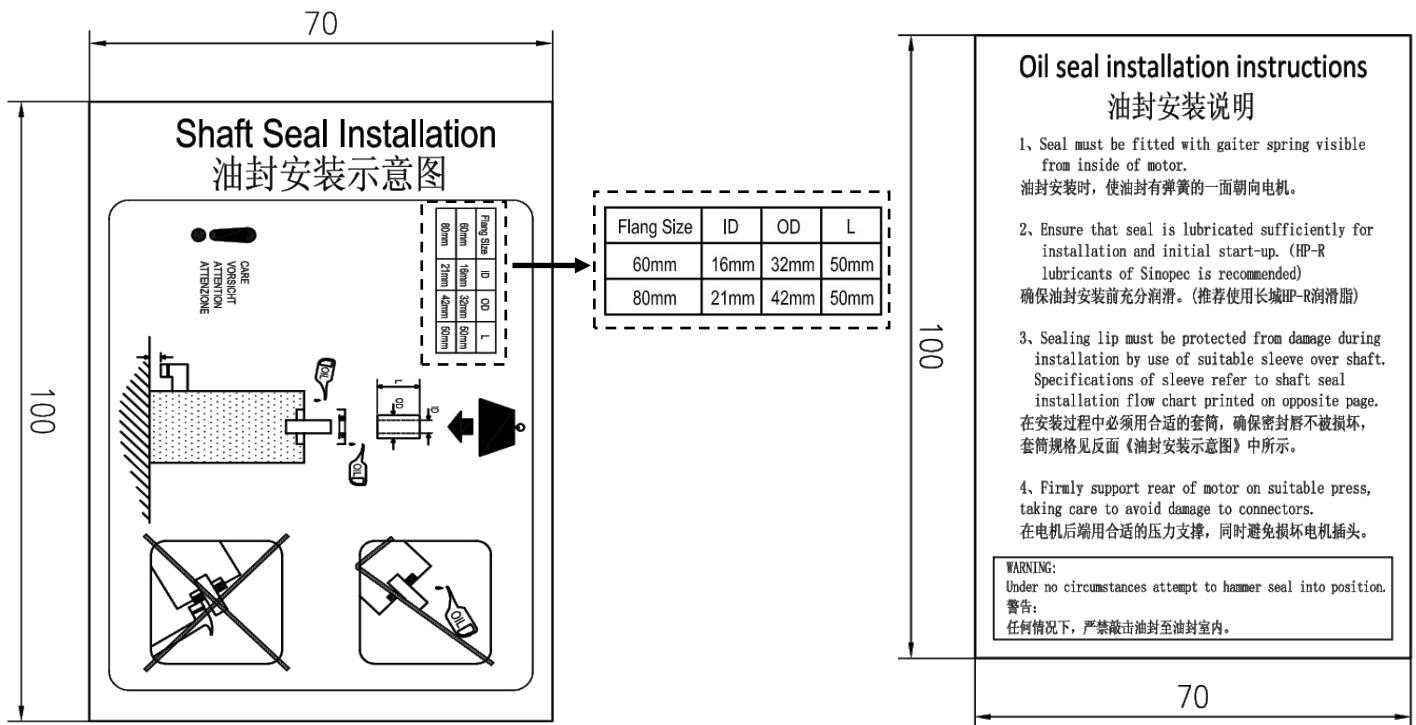 70
100
Shaft Seal Installation
油封安装示意图
Flang Size ID OD L
60mm 16mm 32mm 50mm
80mm 21mm 42mm 50mm
CARE
VORSICHT
ATTENTION
ATTENZIONE
OIL
OIL
L
OD
ID
OIL
Flang Size ID OD L
60mm 16mm 32mm 50mm
80mm 21mm 42mm 50mm
100
Oil seal installation instructions
油封安装说明
1、Seal must be fitted with gaiter spring visible
from inside of motor.
油封安装时，使油封有弹簧的一面朝向电机。
2、Ensure that seal is lubricated sufficiently for
installation and initial start-up. (HP-R
lubricants of Sinopec is recommended)
确保油封安装前充分润滑。(推荐使用长城HP-R润滑脂)
3、Sealing lip must be protected from damage during
installation by use of suitable sleeve over shaft.
Specifications of sleeve refer to shaft seal
installation flow chart printed on opposite page.
在安装过程中必须用合适的套筒，确保密封唇不被损坏，
套筒规格见反面《油封安装示意图》中所示。
4、Firmly support rear of motor on suitable press,
taking care to avoid damage to connectors.
在电机后端用合适的压力支撑，同时避免损坏电机插头。
WARNING:
Under no circumstances attempt to hammer seal into position.
警告：
任何情况下，严禁敲击油封至油封室内。
70